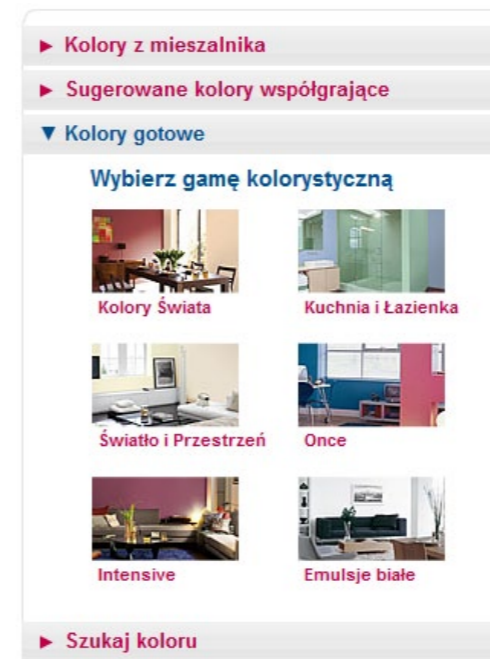 Kolory z mieszalnika
Sugerowane kolory współgrające
Kolory gotowe
Wybierz gamę kolorystyczną
Kolory Świata
Kuchnia i Łazienka
Światło i Przestrzeń
Once
Intensive
Emulsje białe
Szukaj koloru